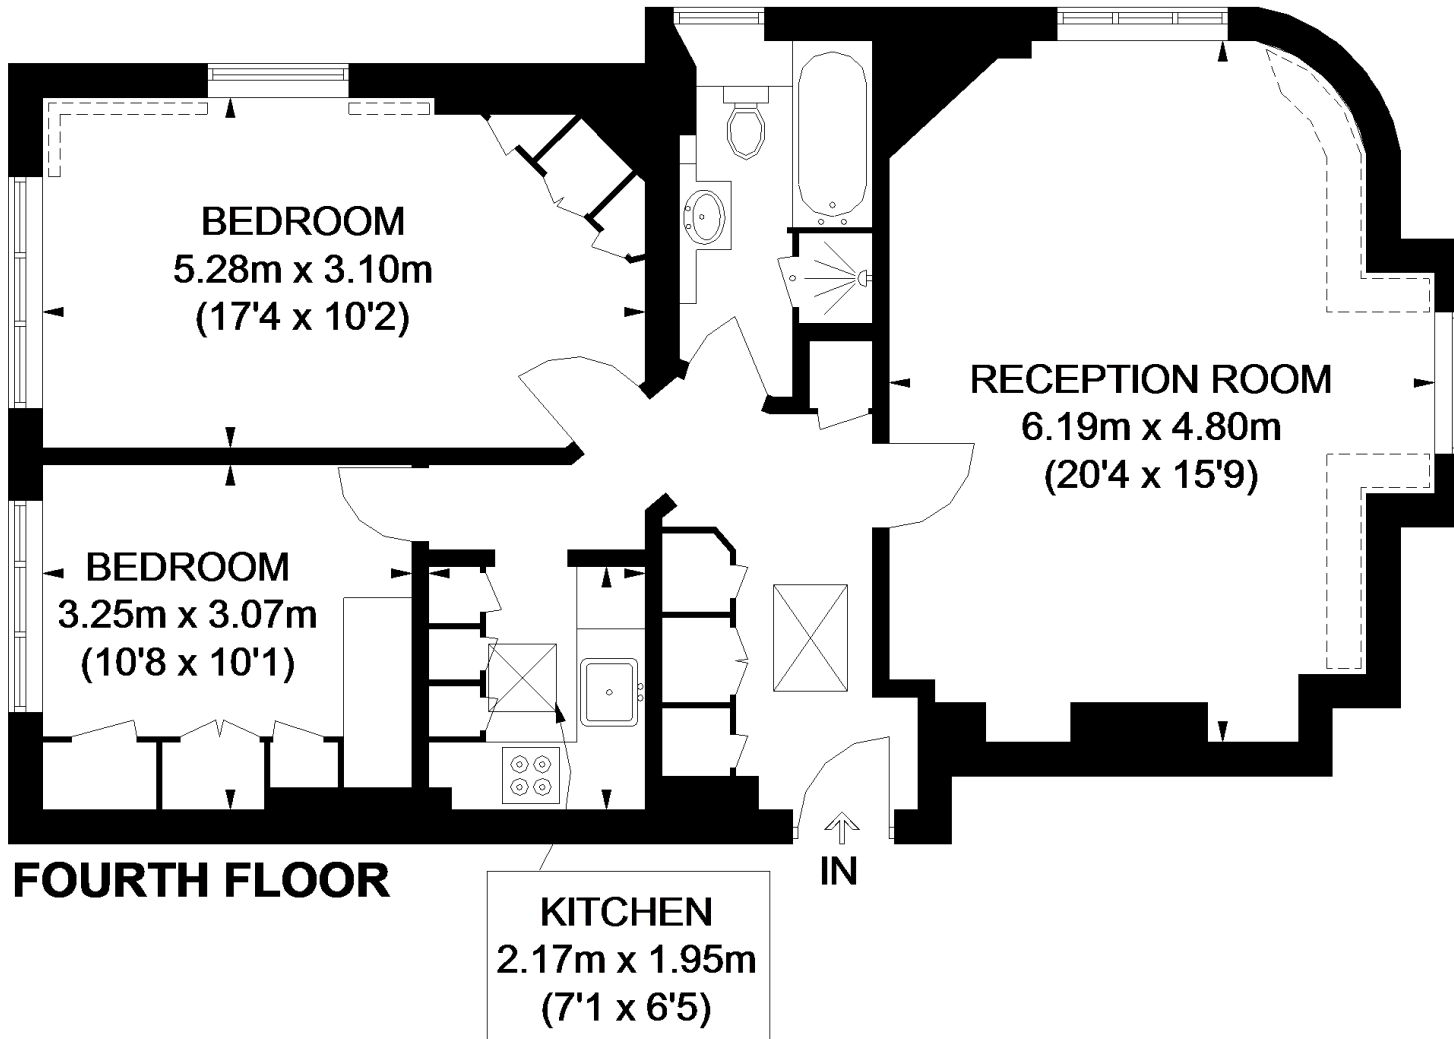 BEDROOM
5.28m x 3.10m
(17'4 x 10'2)
RECEPTION ROOM
6.19m x 4.80m
(20'4 x 15'9)
BEDROOM
3.25m x 3.07m
(10'8 x 10'1)
FOURTH FLOOR
IN
KITCHEN
2.17m x 1.95m
(7'1 x 6'5)